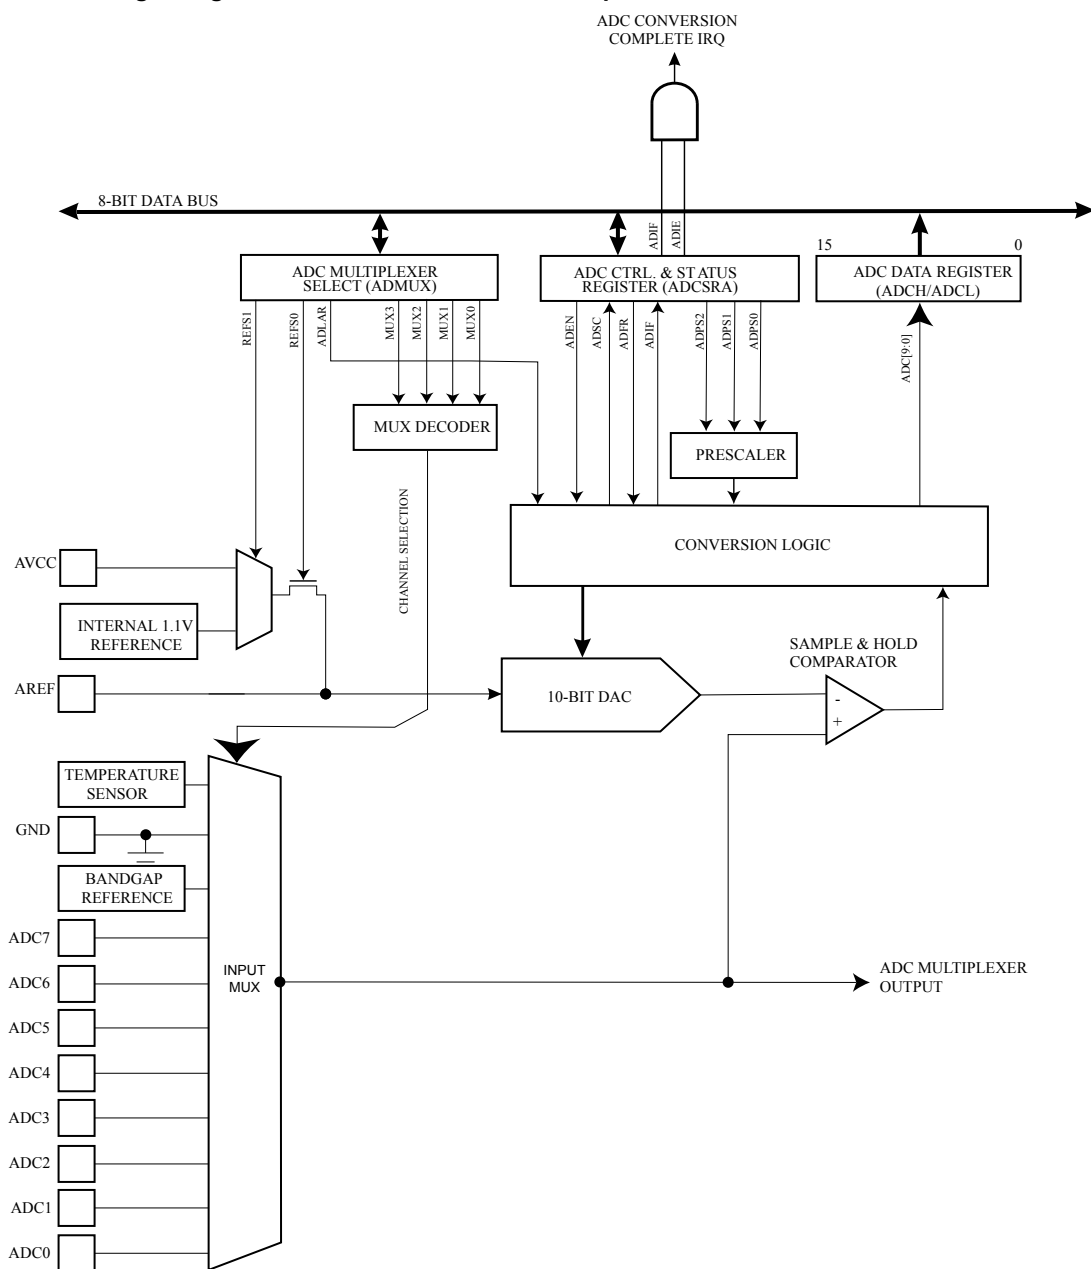 ADC CONVERSION
COMPLETE IRQ
8-BIT DATA BUS
ADIF
ADIE
15
0
ADC MULTIPLEXER
SELECT (ADMUX)
ADC CTRL. & STATUS
REGISTER (ADCSRA)
ADC DATA REGISTER
(ADCH/ADCL)
REFS1
REFS0
ADLAR
MUX3
MUX2
MUX1
MUX0
ADEN
ADSC
ADFR
ADIF
ADPS2
ADPS1
ADPS0
ADC[9:0]
MUX DECODER
PRESCALER
CHANNEL SELECTION
CONVERSION LOGIC
AVCC
INTERNAL 1.1V
REFERENCE
SAMPLE & HOLD
COMPARATOR
AREF
10-BIT DAC
-
+
TEMPERATURE
SENSOR
GND
BANDGAP
REFERENCE
ADC7
ADC6
INPUT
MUX
ADC MULTIPLEXER
OUTPUT
ADC5
ADC4
ADC3
ADC2
ADC1
ADC0